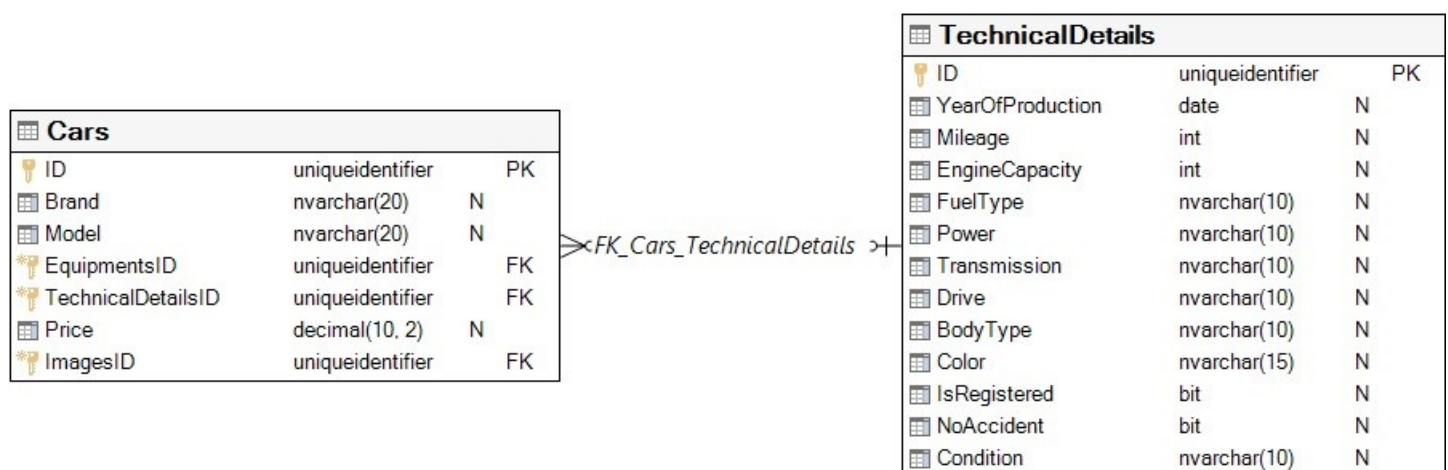 Cars
ID uniqueidentifier PK
Brand nvarchar(20) N
Model nvarchar(20) N
EquipmentsID uniqueidentifier FK
TechnicalDetailsID uniqueidentifier FK
Price decimal(10, 2) N
ImagesID uniqueidentifier FK
FK_Cars_TechnicalDetails
TechnicalDetails
ID uniqueidentifier PK
YearOfProduction date N
Mileage int N
EngineCapacity int N
FuelType nvarchar(10) N
Power nvarchar(10) N
Transmission nvarchar(10) N
Drive nvarchar(10) N
BodyType nvarchar(10) N
Color nvarchar(15) N
IsRegistered bit N
NoAccident bit N
Condition nvarchar(10) N